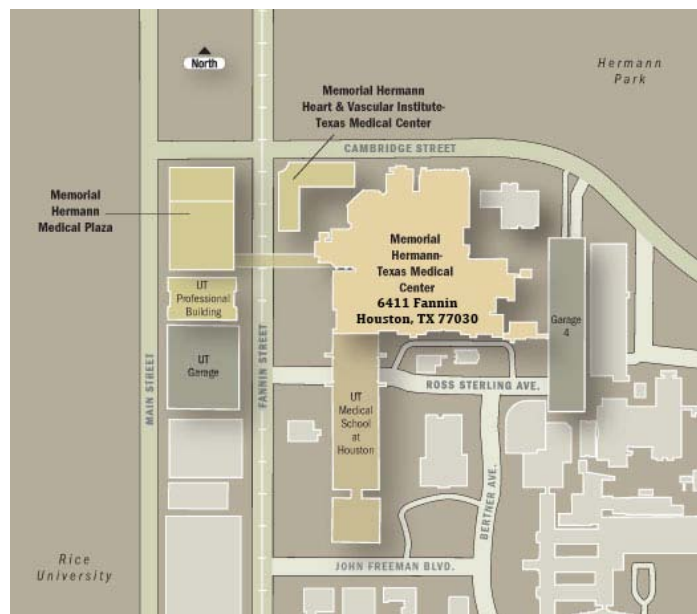 North
Hermann
Park
Memorial Hermann
Heart & Vascular Institute-
Texas Medical Center
CAMBRIDGE STREET
Memorial
Hermann
Medical Plaza
Memorial
Hermann-
Texas Medical
Center
6411 Fannin
Houston, TX 77030
UT
Professional
Building
Garage
4
UT
Garage
MAIN STREET
FANNIN STREET
ROSS STERLING AVE.
UT
Medical
School
at
Houston
BERTNER AVE.
Rice
University
JOHN FREEMAN BLVD.